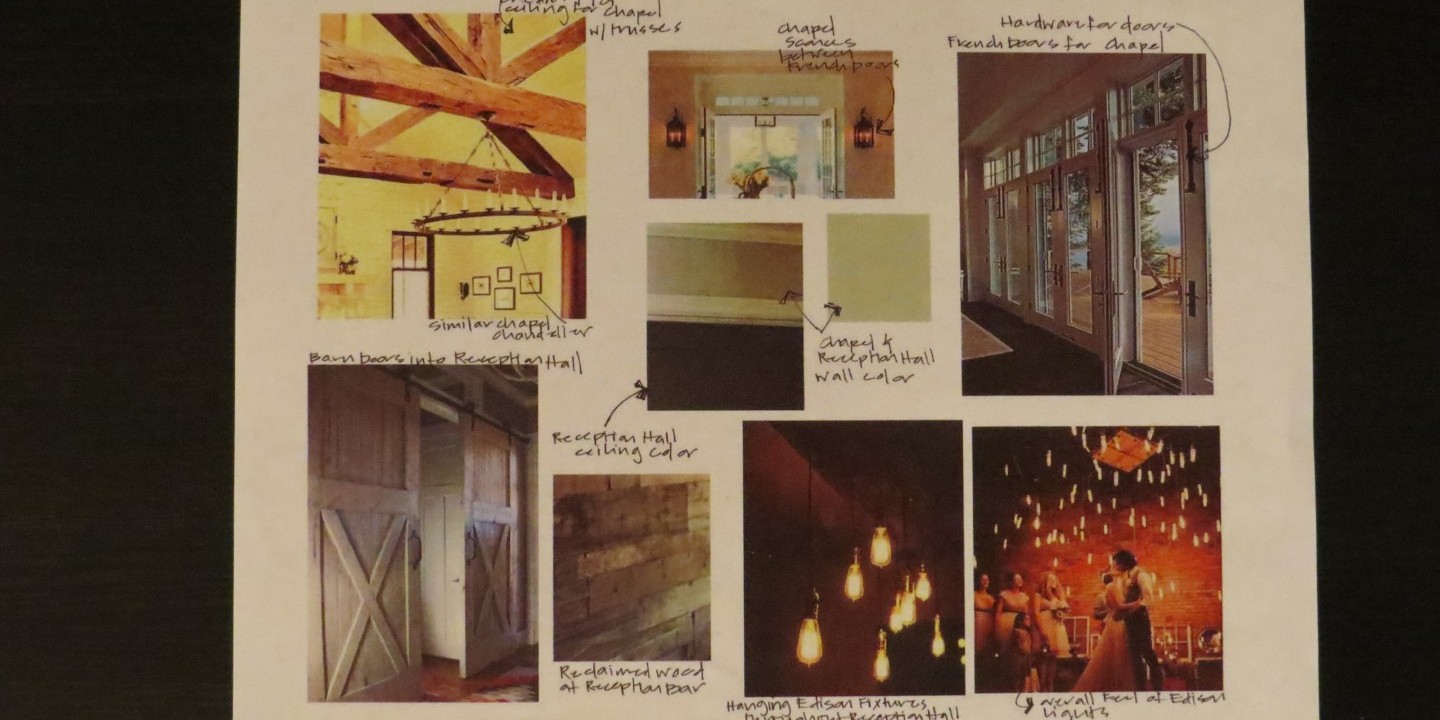 ceiling for Chapel
w/ trusses
Chapel
Sconces
between
French Doors
Hardware for doors
French Doors for Chapel
Similar chapel
chandelier
Chapel &
Reception Hall
Wall color
Barn Doors into Reception Hall
Reception Hall
ceiling color
Reclaimed wood
at Reception Bar
Hanging Edison Fixtures
throughout Reception Hall
overall Feel of Edison
Lights